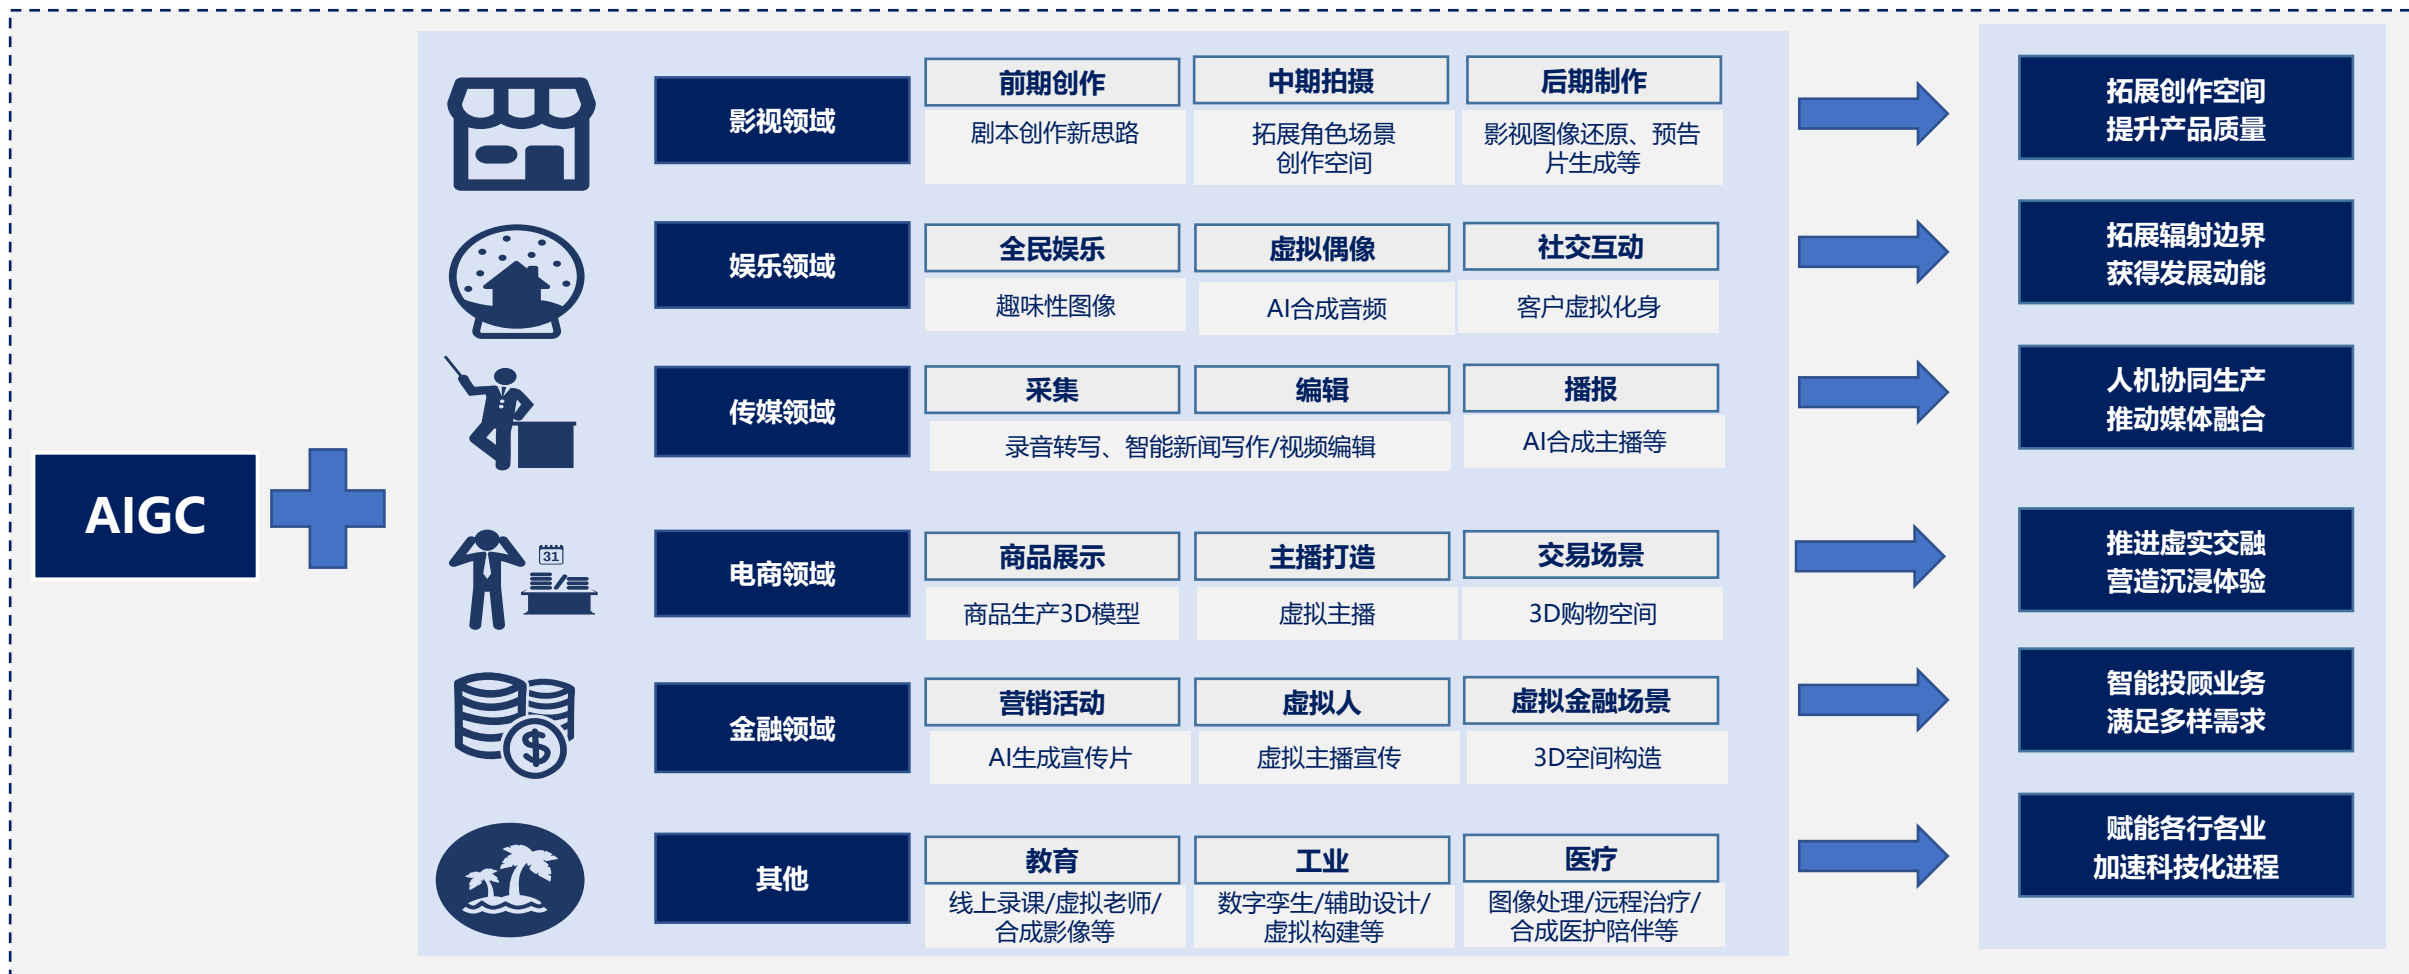 AIGC
影视领域
前期创作
剧本创作新思路
中期拍摄
拓展角色场景
创作空间
后期制作
影视图像还原、预告
片生成等
拓展创作空间
提升产品质量
娱乐领域
全民娱乐
趣味性图像
虚拟偶像
AI合成音频
社交互动
客户虚拟化身
拓展辐射边界
获得发展动能
传媒领域
采集
编辑
录音转写、智能新闻写作/视频编辑
播报
AI合成主播等
人机协同生产
推动媒体融合
31
电商领域
商品展示
商品生产3D模型
主播打造
虚拟主播
交易场景
3D购物空间
推进虚实交融
营造沉浸体验
$
金融领域
营销活动
AI生成宣传片
虚拟人
虚拟主播宣传
虚拟金融场景
3D空间构造
智能投顾业务
满足多样需求
其他
教育
线上录课/虚拟老师/
合成影像等
工业
数字孪生/辅助设计/
虚拟构建等
医疗
图像处理/远程治疗/
合成医护陪伴等
赋能各行各业
加速科技化进程